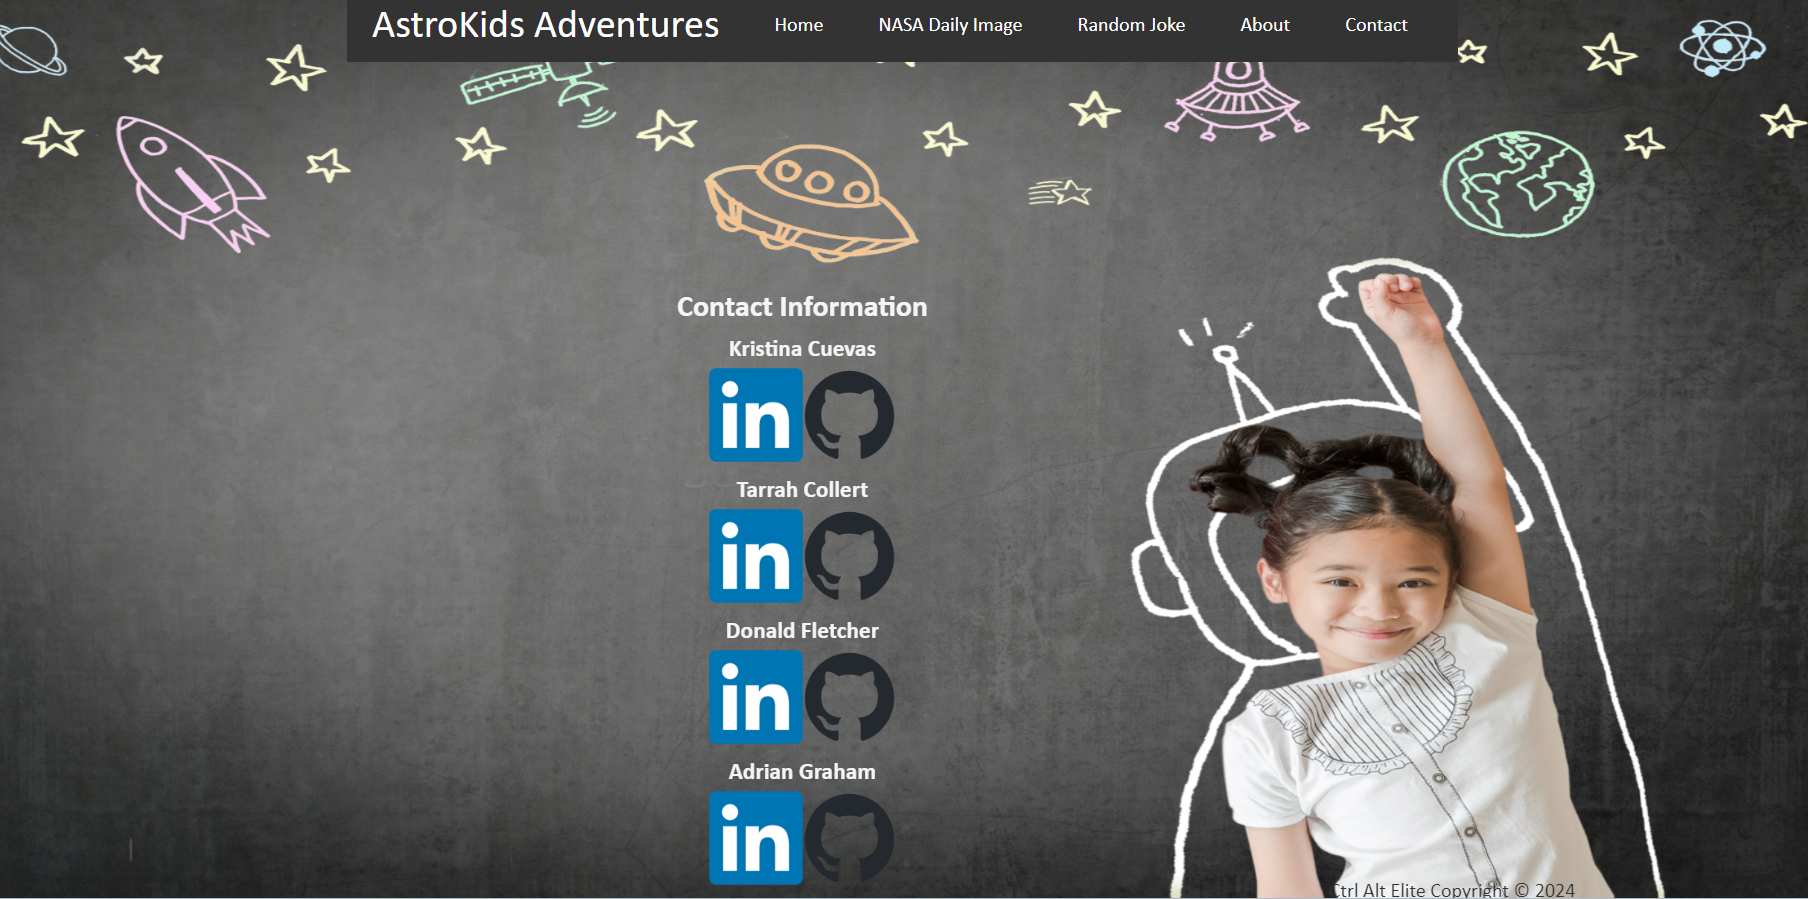 AstroKids Adventures Home NASA Daily Image Random Joke About Contact
Contact Information
Kristina Cuevas
in
Tarrah Collert
in
Donald Fletcher
in
Adrian Graham
in
Ctrl Alt Elite Copyright © 2024